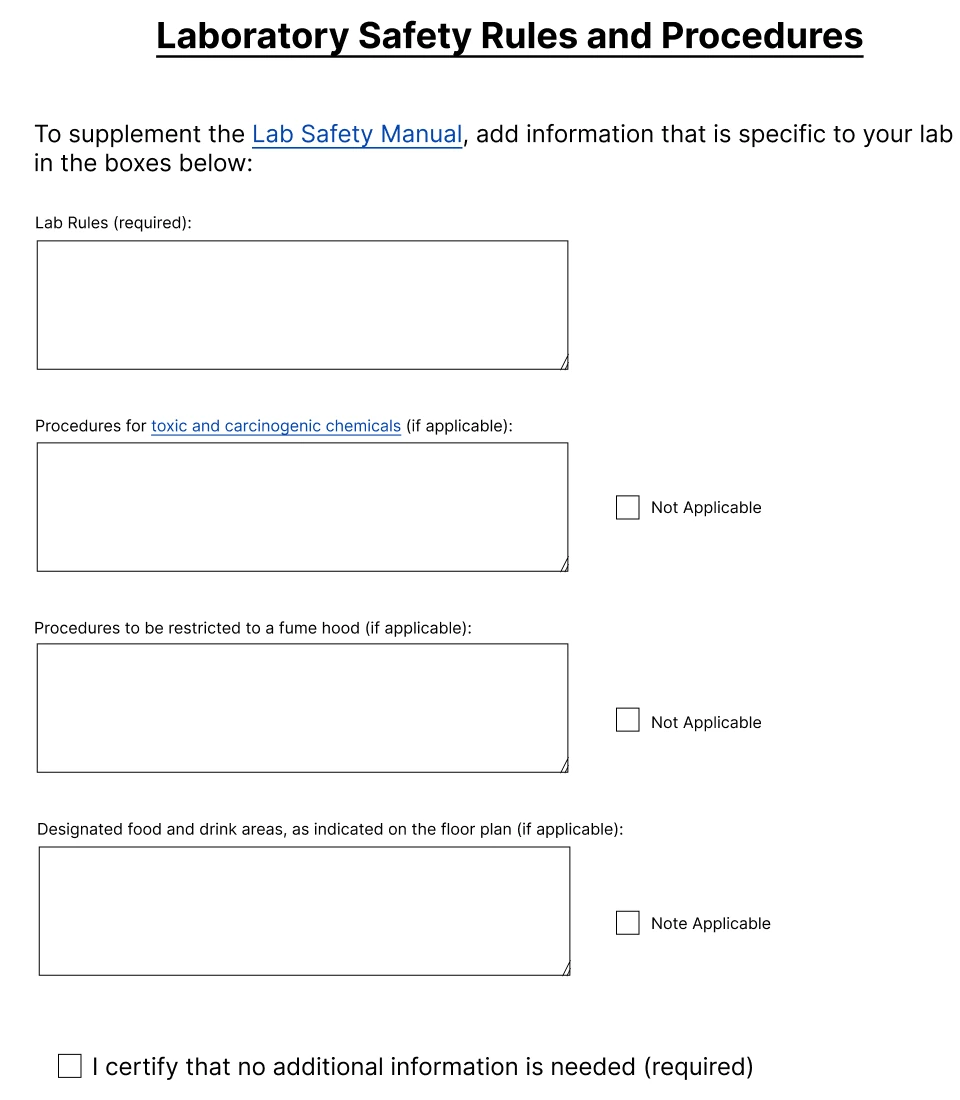 Laboratory Safety Rules and Procedures
To supplement the Lab Safety Manual, add information that is specific to your lab
in the boxes below:
Lab Rules (required):
Procedures for toxic and carcinogenic chemicals (if applicable):
Not Applicable
Procedures to be restricted to a fume hood (if applicable):
Not Applicable
Designated food and drink areas, as indicated on the floor plan (if applicable):
Note Applicable
I certify that no additional information is needed (required)